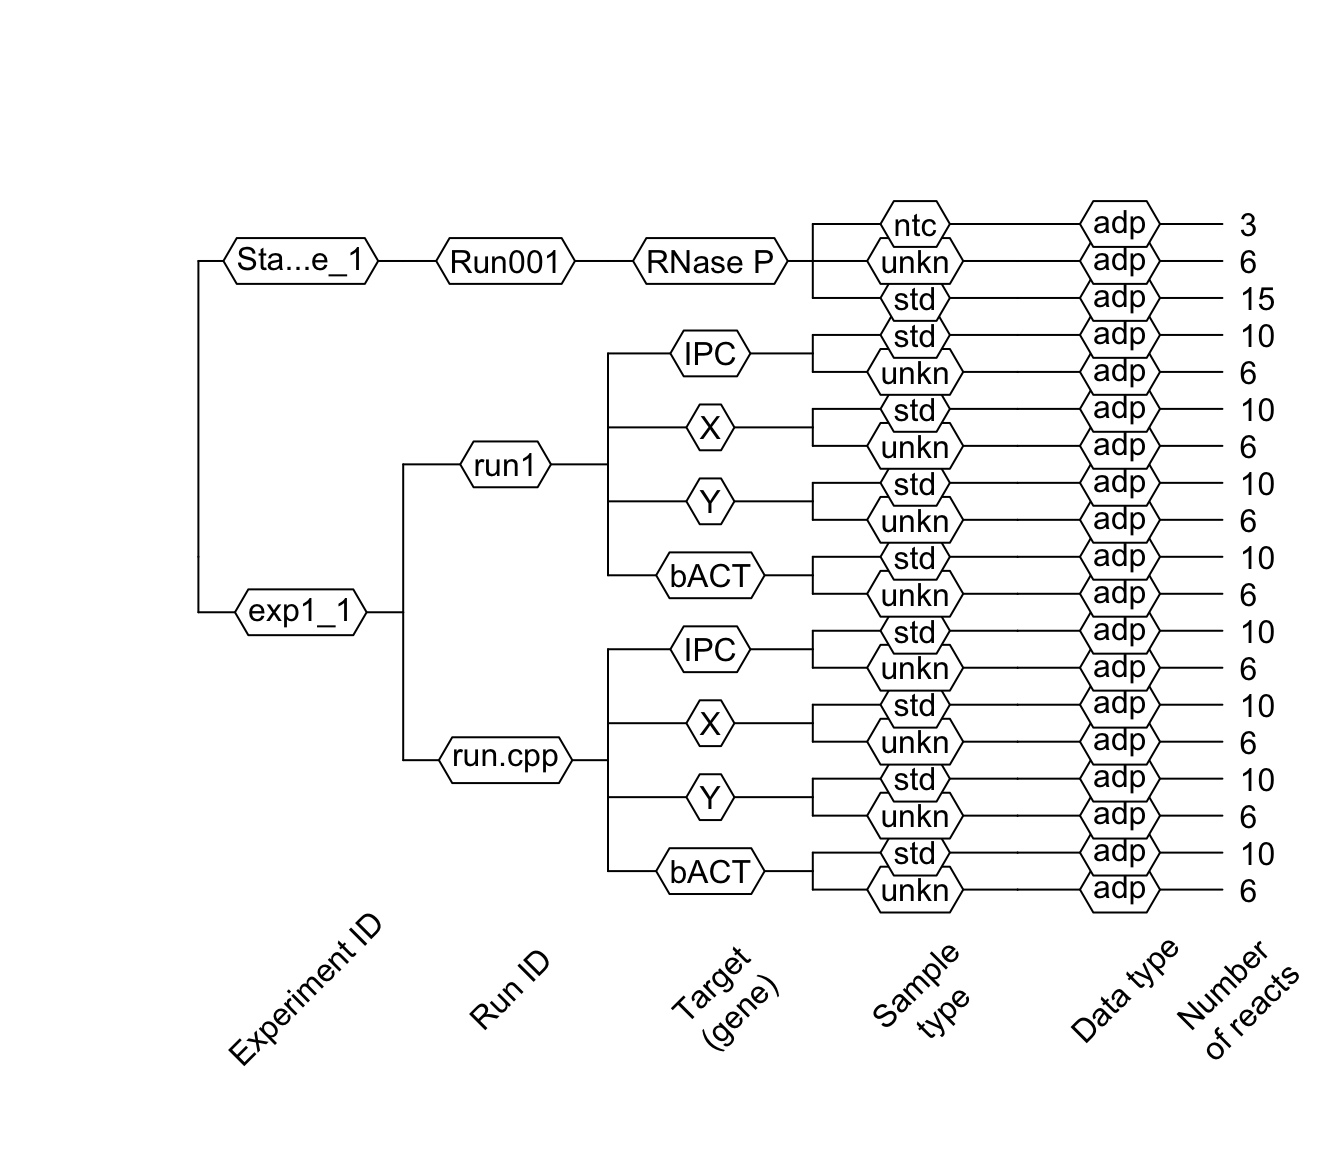 ntc adp 3
Sta...e_1 Run001 RNase P unkn adp 6
std adp 15
std adp 10
IPC
unkn adp 6
std adp 10
X
unkn adp 6
run1
std adp 10
Y
unkn adp 6
std adp 10
bACT
unkn adp 6
exp1_1
std adp 10
IPC
unkn adp 6
std adp 10
X
unkn adp 6
run.cpp
std adp 10
Y
unkn adp 6
std adp 10
bACT
unkn adp 6
Experiment ID
Run ID
Target
(gene)
Sample
type
Data type
Number
of reacts